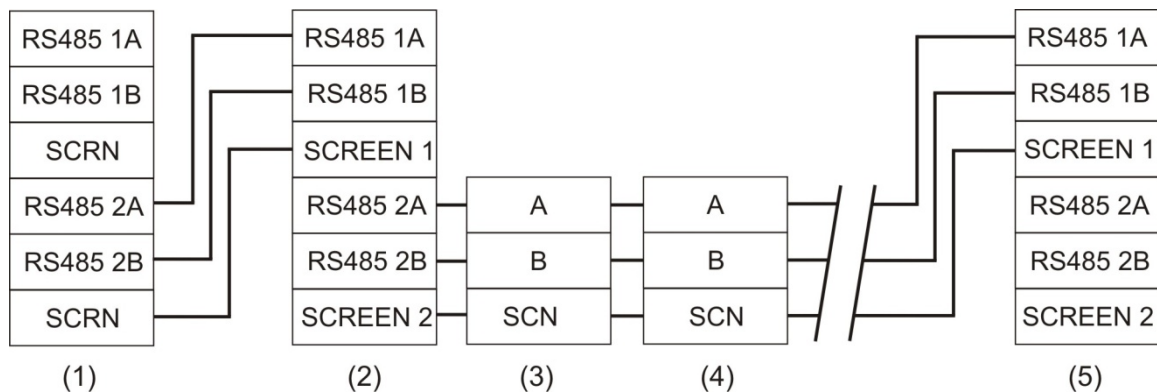 RS485 1A
RS485 1B
SCRN
RS485 2A
RS485 2B
SCRN
(1)
RS485 1A
RS485 1B
SCREEN 1
RS485 2A
RS485 2B
SCREEN 2
(2)
A
B
SCN
(3)
A
B
SCN
(4)
RS485 1A
RS485 1B
SCREEN 1
RS485 2A
RS485 2B
SCREEN 2
(5)